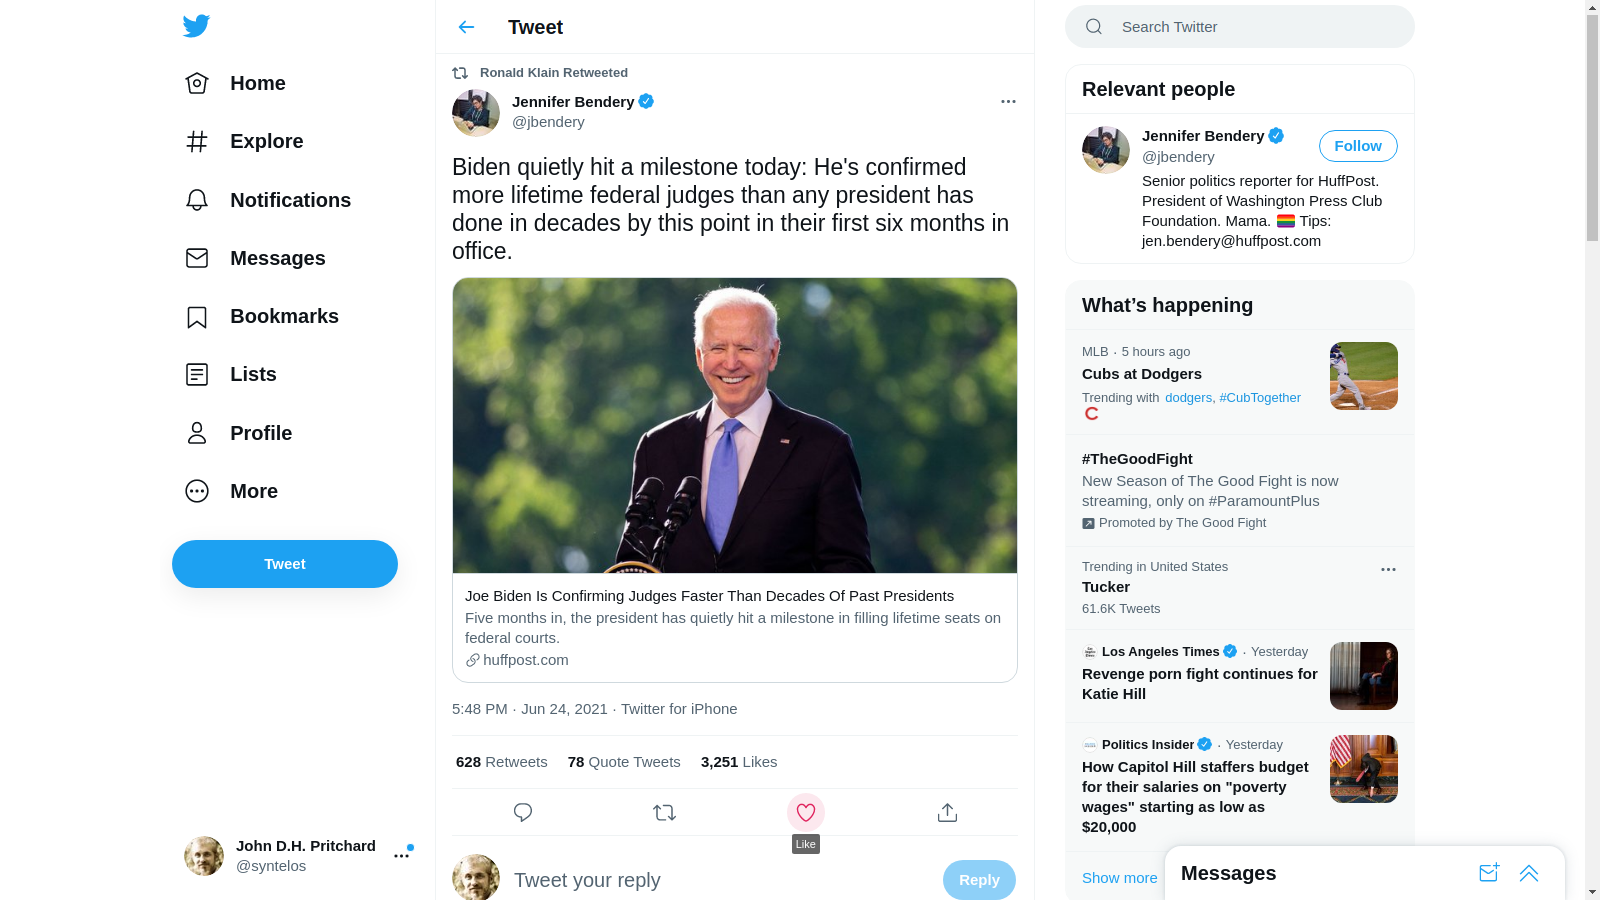 Home
Explore
Notifications
Messages
Bookmarks
Lists
Profile
More
Tweet
John D.H. Pritchard
@syntelos
Tweet
Ronald Klain Retweeted
Jennifer Bendery
@jbendery
Biden quietly hit a milestone today: He's confirmed
more lifetime federal judges than any president has
done in decades by this point in their first six months in
office.
Joe Biden Is Confirming Judges Faster Than Decades Of Past Presidents
Five months in, the president has quietly hit a milestone in filling lifetime seats on
federal courts.
huffpost.com
5:48 PM · Jun 24, 2021 · Twitter for iPhone
628 Retweets 78 Quote Tweets 3,251 Likes
Like
Tweet your reply
Reply
Search Twitter
Relevant people
Jennifer Bendery
@jbendery
Follow
Senior politics reporter for HuffPost.
President of Washington Press Club
Foundation. Mama. 🏳️‍🌈 Tips:
jen.bendery@huffpost.com
What’s happening
MLB · 5 hours ago
Cubs at Dodgers
Trending with dodgers, #CubTogether
#TheGoodFight
New Season of The Good Fight is now
streaming, only on #ParamountPlus
Promoted by The Good Fight
Trending in United States
Tucker
61.6K Tweets
Los Angeles Times · Yesterday
Revenge porn fight continues for
Katie Hill
Politics Insider · Yesterday
How Capitol Hill staffers budget
for their salaries on "poverty
wages" starting as low as
$20,000
Show more
Messages